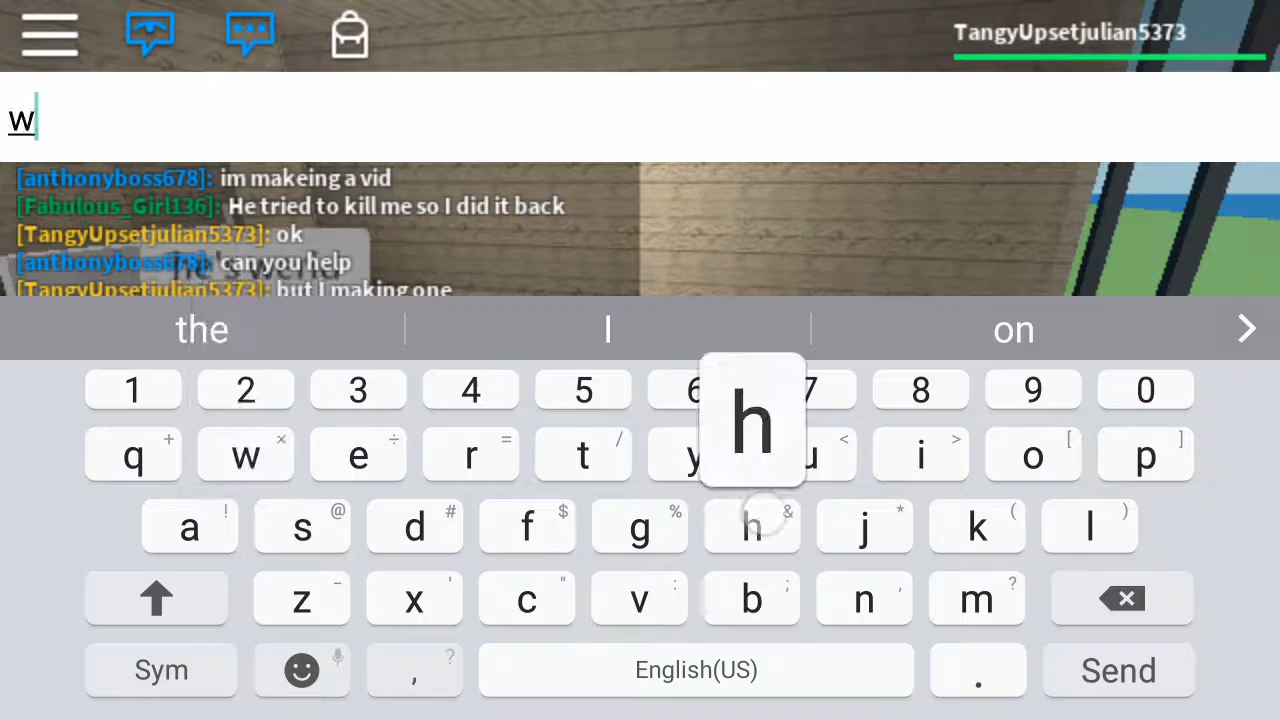 TangyUpsetjulian5373
w
[anthonyboss678]: im makeing a vid
[Fabulous_Girl136]: He tried to kill me so I did it back
[TangyUpsetjulian5373]: ok
[anthonyboss678]: can you help
[TangyUpsetjulian5373]: but I making one
the I on
1 2 3 4 5 6 7 8 9 0
q + w × e ÷ r = t / y u < i > o [ p ]
h
a ! s @ d # f $ g % h & j * k ( l )
z - x ' c " v : b ; n , m ?
Sym , ? English(US) . Send